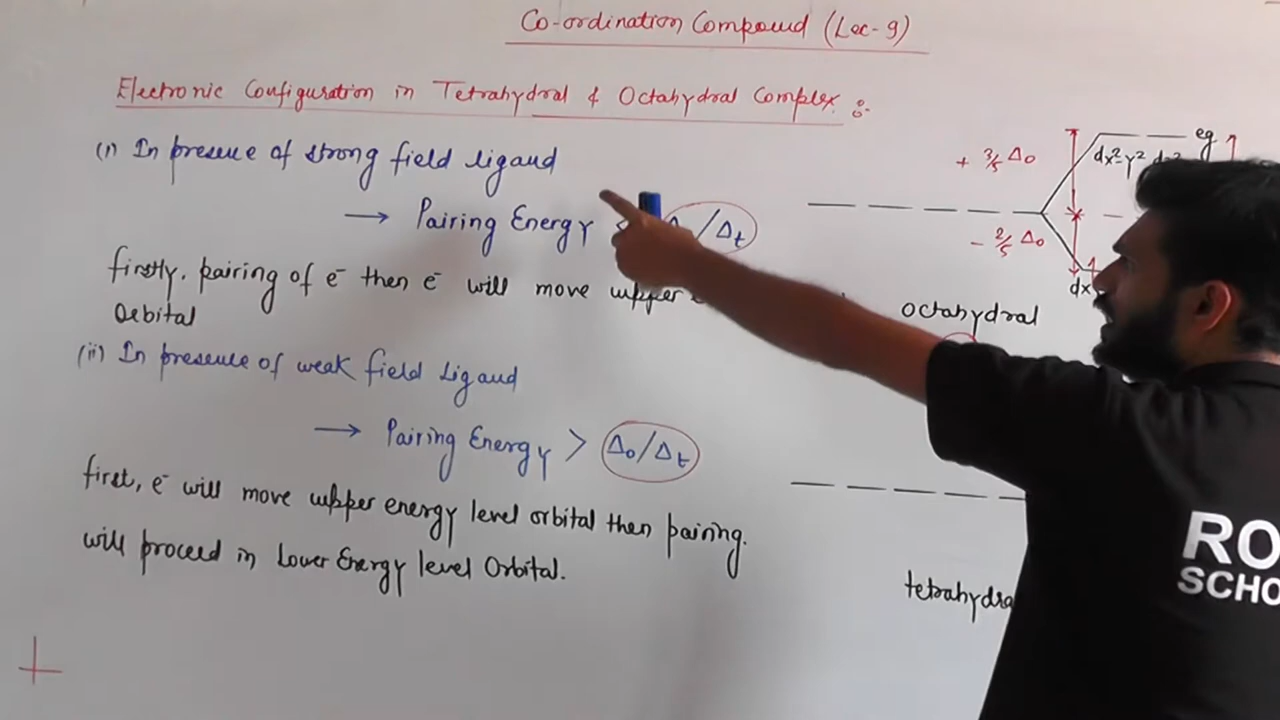 Co-ordination Compound (Lec-9)
Electronic Configuration in Tetrahydral & Octahydral Complex :-
(i) In presence of strong field ligand
→ Pairing Energy < /Δt
firstly, pairing of e⁻ then e⁻ will move upper
Orbital
(ii) In presence of weak field Ligand
→ Pairing Energy > Δo/Δt
first, e⁻ will move upper energy level orbital then pairing.
will proceed in Lower Energy level Orbital.
eg
+ 3/5 Δo
dx²-y²
- 2/5 Δo
dx
Octahydral
tetrahydra
RO
SCHO